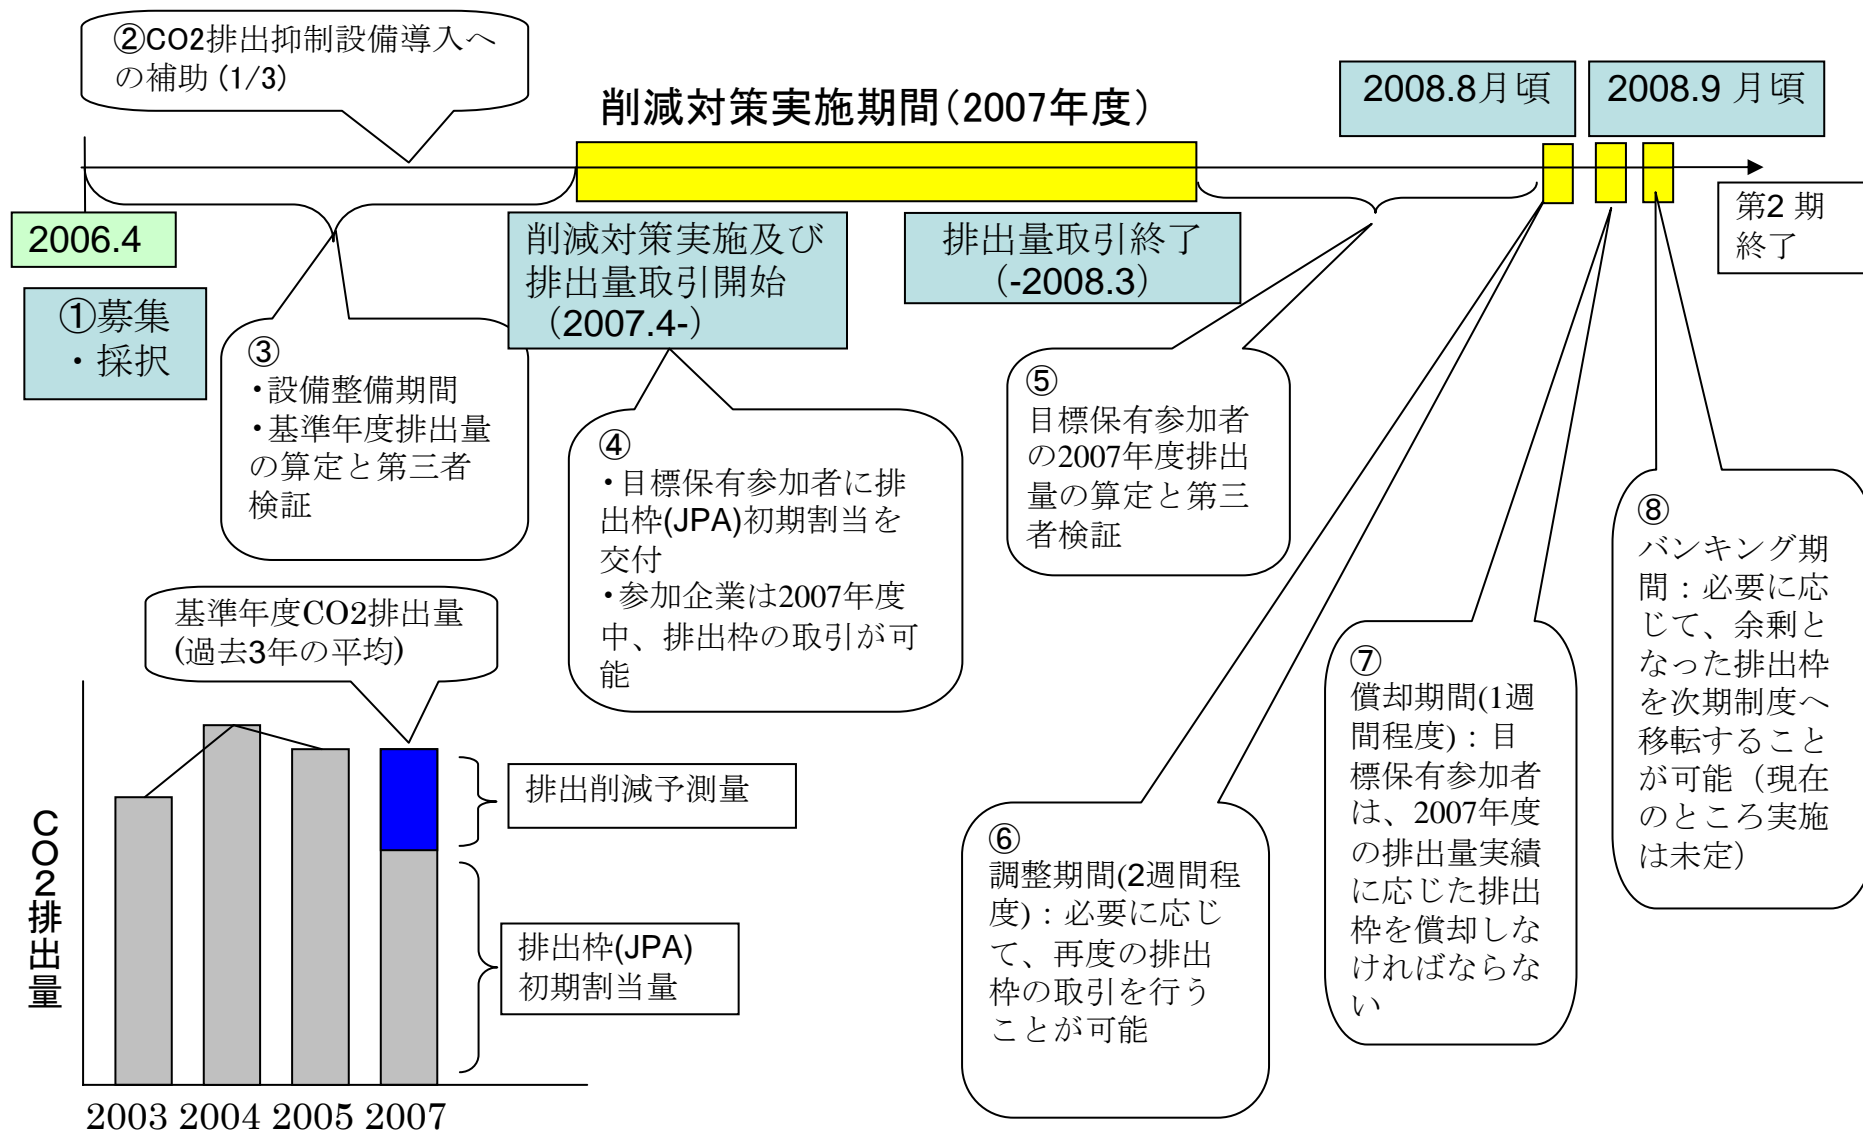 ②CO2排出抑制設備導入へ
の補助 (1/3)
削減対策実施期間(2007年度)
2008.8月頃
2008.9 月頃
第2 期
終了
2006.4
①募集
・採択
削減対策実施及び
排出量取引開始
(2007.4-)
排出量取引終了
(-2008.3)
③
・設備整備期間
・基準年度排出量
の算定と第三者
検証
④
・目標保有参加者に排
出枠(JPA)初期割当を
交付
・参加企業は2007年度
中、排出枠の取引が可
能
⑤
目標保有参加者
の2007年度排出
量の算定と第三
者検証
⑥
調整期間(2週間程
度)：必要に応じ
て、再度の排出
枠の取引を行う
ことが可能
⑦
償却期間(1週
間程度)：目
標保有参加者
は、2007年度
の排出量実績
に応じた排出
枠を償却しな
ければならな
い
⑧
バンキング期
間：必要に応
じて、余剰と
なった排出枠
を次期制度へ
移転すること
が可能（現在
のところ実施
は未定）
基準年度CO2排出量
(過去3年の平均)
排出削減予測量
排出枠(JPA)
初期割当量
CO2排出量
2003 2004 2005 2007